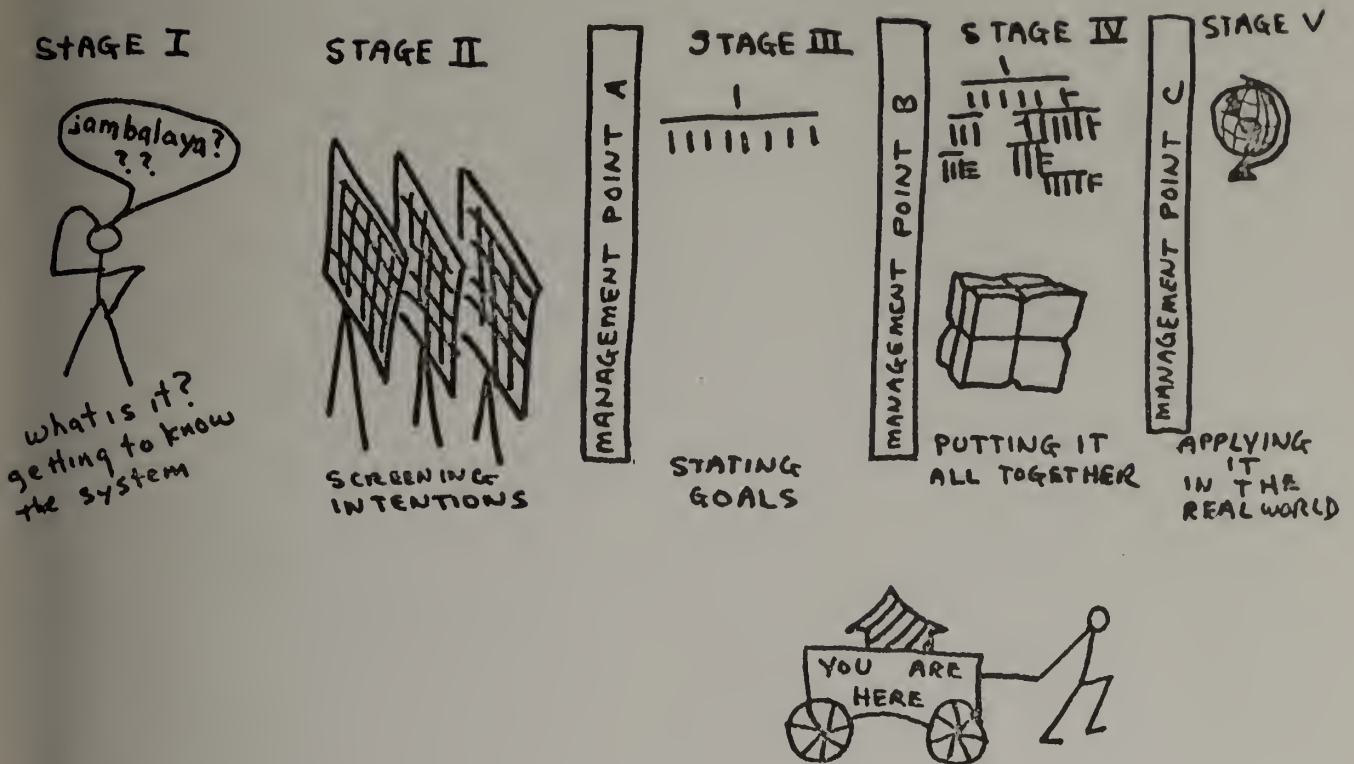 STAGE I
jambalaya?
? ?
what is it?
getting to know
the system
STAGE II
SCREENING
INTENTIONS
MANAGEMENT POINT A
STAGE III
STATING
GOALS
MANAGEMENT POINT B
STAGE IV
PUTTING IT
ALL TOGETHER
MANAGEMENT POINT C
STAGE V
APPLYING
IT
IN THE
REAL WORLD
YOU ARE
HERE